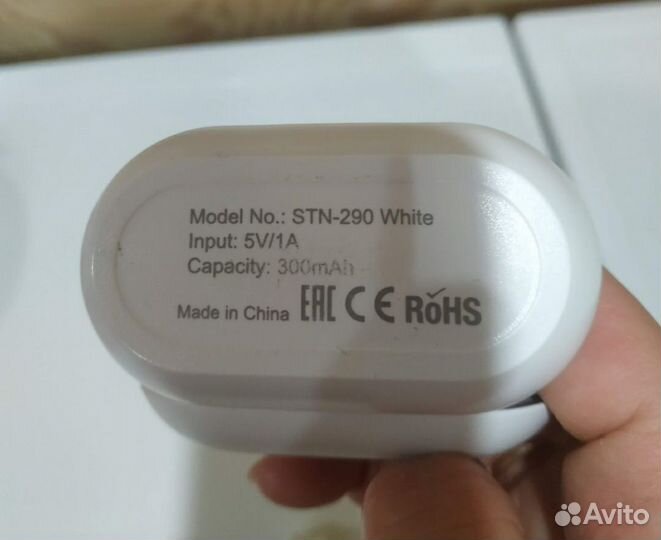 Model No.: STN-290 White
Input: 5V/1A
Capacity: 300mAh
Made in China EAC CE RoHS
Avito